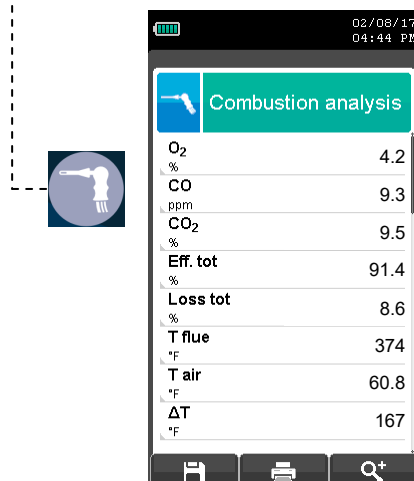 02/08/17
04:44 PM
Combustion analysis
O₂ 4.2
%
CO 9.3
ppm
CO₂ 9.5
%
Eff. tot 91.4
%
Loss tot 8.6
%
T flue 374
°F
T air 60.8
°F
ΔT 167
°F